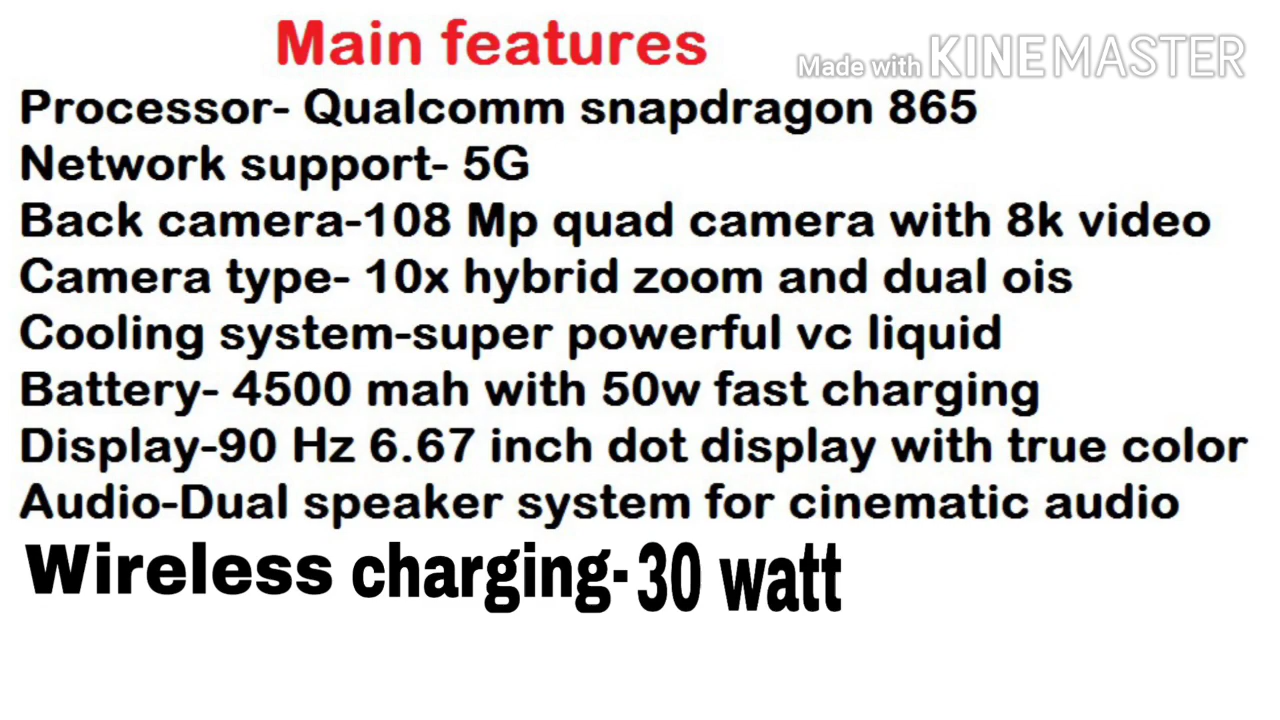 Main features
Made with KINEMASTER
Processor- Qualcomm snapdragon 865
Network support- 5G
Back camera-108 Mp quad camera with 8k video
Camera type- 10x hybrid zoom and dual ois
Cooling system-super powerful vc liquid
Battery- 4500 mah with 50w fast charging
Display-90 Hz 6.67 inch dot display with true color
Audio-Dual speaker system for cinematic audio
Wireless charging-30 watt